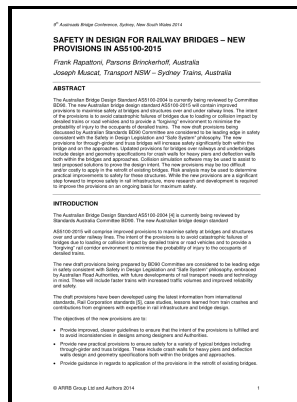 9th Austroads Bridge Conference, Sydney, New South Wales 2014
SAFETY IN DESIGN FOR RAILWAY BRIDGES – NEW
PROVISIONS IN AS5100-2015
Frank Rapattoni, Parsons Brinckerhoff, Australia
Joseph Muscat, Transport NSW – Sydney Trains, Australia
ABSTRACT
The Australian Bridge Design Standard AS5100-2004 is currently being reviewed by Committee
BD90. The new Australian bridge design standard AS5100-2015 will contain improved
provisions to maximise safety at bridges and structures over and under railway lines. The intent
of the provisions is to avoid catastrophic failures of bridges due to loading or collision impact by
derailed trains or road vehicles and to provide a "forgiving" environment to minimise the
probability of injury to the occupants of derailed trains. The new draft provisions being
discussed by Australian Standards BD90 Committee are considered to be leading edge in safety
consistent with the Safety in Design Legislation and "Safe System" philosophy. The new
provisions for through-girder and truss bridges will increase safety significantly both within the
bridge and on the approaches. Updated provisions for bridges over railways and underbridges
include design and geometry specifications for crash walls for heavy piers and deflection walls
both within the bridges and approaches. Collision simulation software may be used to assist to
test proposed solutions to prove the design intent. The new provisions may be too difficult
and/or costly to apply in the retrofit of existing bridges. Risk analysis may be used to determine
practical improvements to safety for these structures. While the new provisions are a significant
step forward to improve safety in rail infrastructure, more research and development is required
to improve the provisions on an ongoing basis for maximum safety.
INTRODUCTION
The Australian Bridge Design Standard AS5100-2004 [4] is currently being reviewed by
Standards Australia Committee BD90. The new Australian bridge design standard
AS5100-2015 will comprise improved provisions to maximise safety at bridges and structures
over and under railway lines. The intent of the provisions is to avoid catastrophic failures of
bridges due to loading or impact by derailed trains or road vehicles and to provide a
"forgiving" rail corridor environment to minimise the probability of injury to the occupants of
derailed trains.
The new draft provisions being prepared by BD90 Committee are considered to be leading edge
in safety consistent with Safety in Design Legislation and "Safe System" philosophy, embraced
by Australian Road Authorities, with future developments of rail transport needs and technology
in mind. These will include faster trains with increased traffic volumes and improved reliability
and safety.
The draft provisions have been developed using the latest information from international
standards, Rail Corporation standards [5], case studies, lessons learned from train crashes and
contributions from engineers with expertise in rail infrastructure and bridge design.
The objectives of the new provisions are to:
• Provide improved, clearer guidelines to ensure that the intent of the provisions is fulfilled and
to avoid inconsistencies in designs among designers and Authorities.
• Provide new practical provisions to ensure safety for a variety of typical bridges including
through-girder and truss bridges. These include crash walls for heavy piers and deflection
walls design and geometry specifications both within the bridges and approaches.
• Provide guidance in regards to application of the provisions in the retrofit of existing bridges.
© ARRB Group Ltd and Authors 2014
1